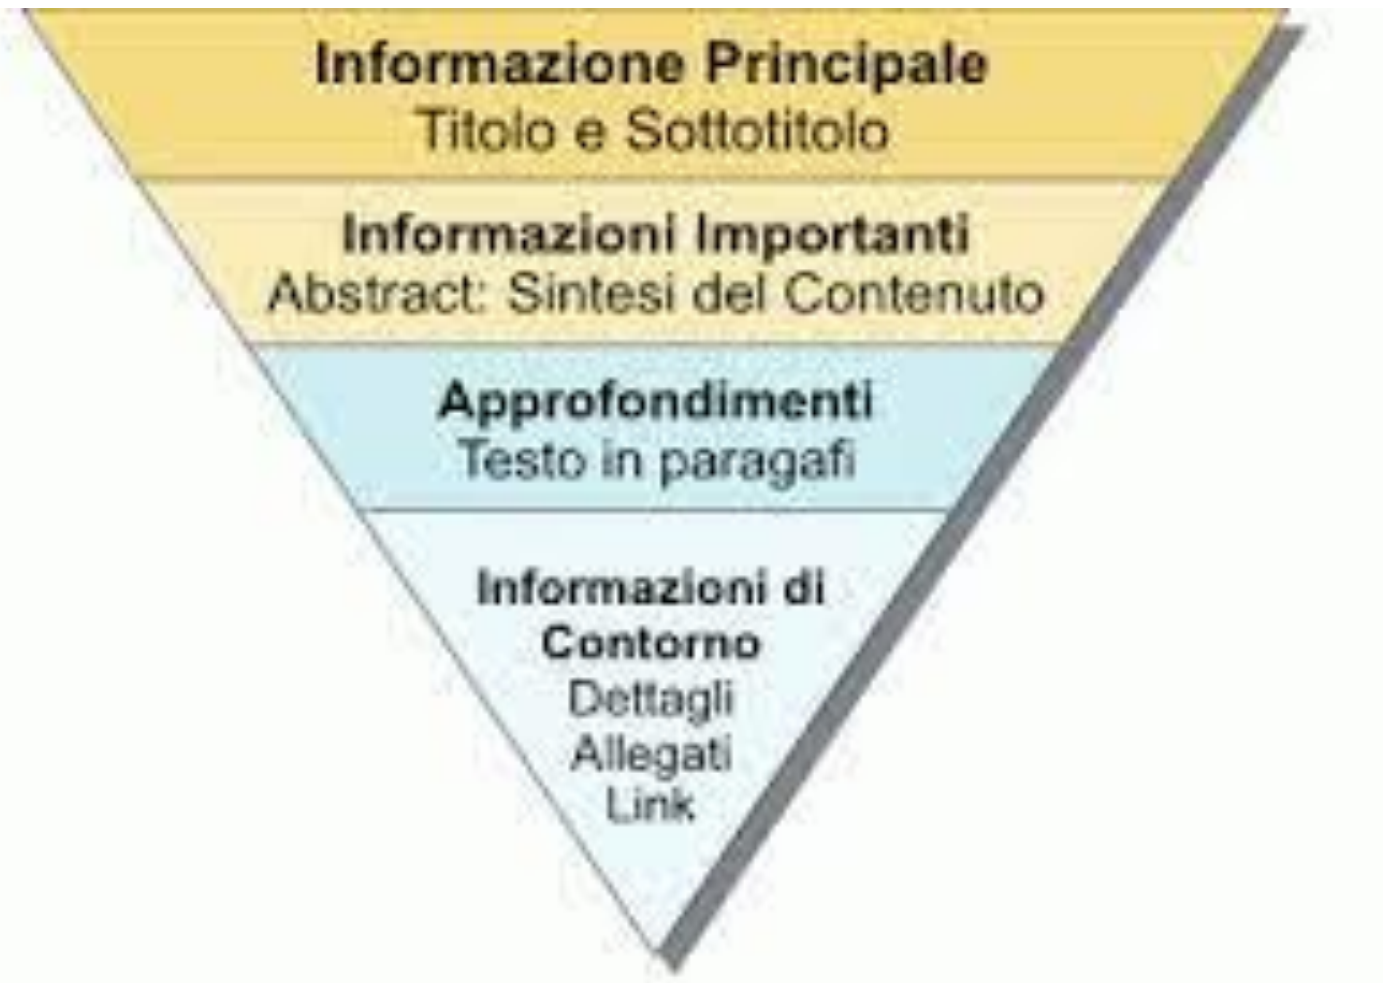 Informazione Principale
Titolo e Sottotitolo
Informazioni Importanti
Abstract: Sintesi del Contenuto
Approfondimenti
Testo in paragafi
Informazioni di
Contorno
Dettagli
Allegati
Link